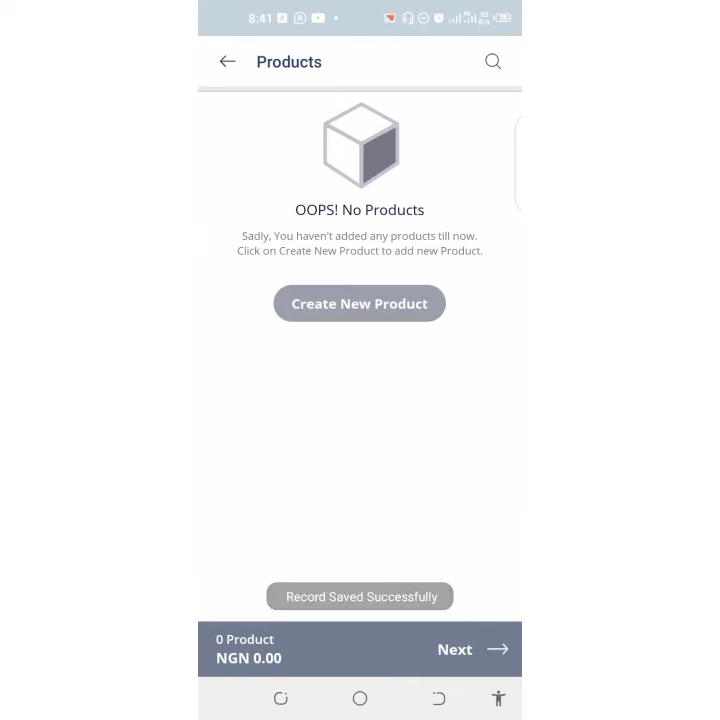 8:41
Products
OOPS! No Products
Sadly, You haven't added any products till now.
Click on Create New Product to add new Product.
Create New Product
Record Saved Successfully
0 Product
NGN 0.00
Next